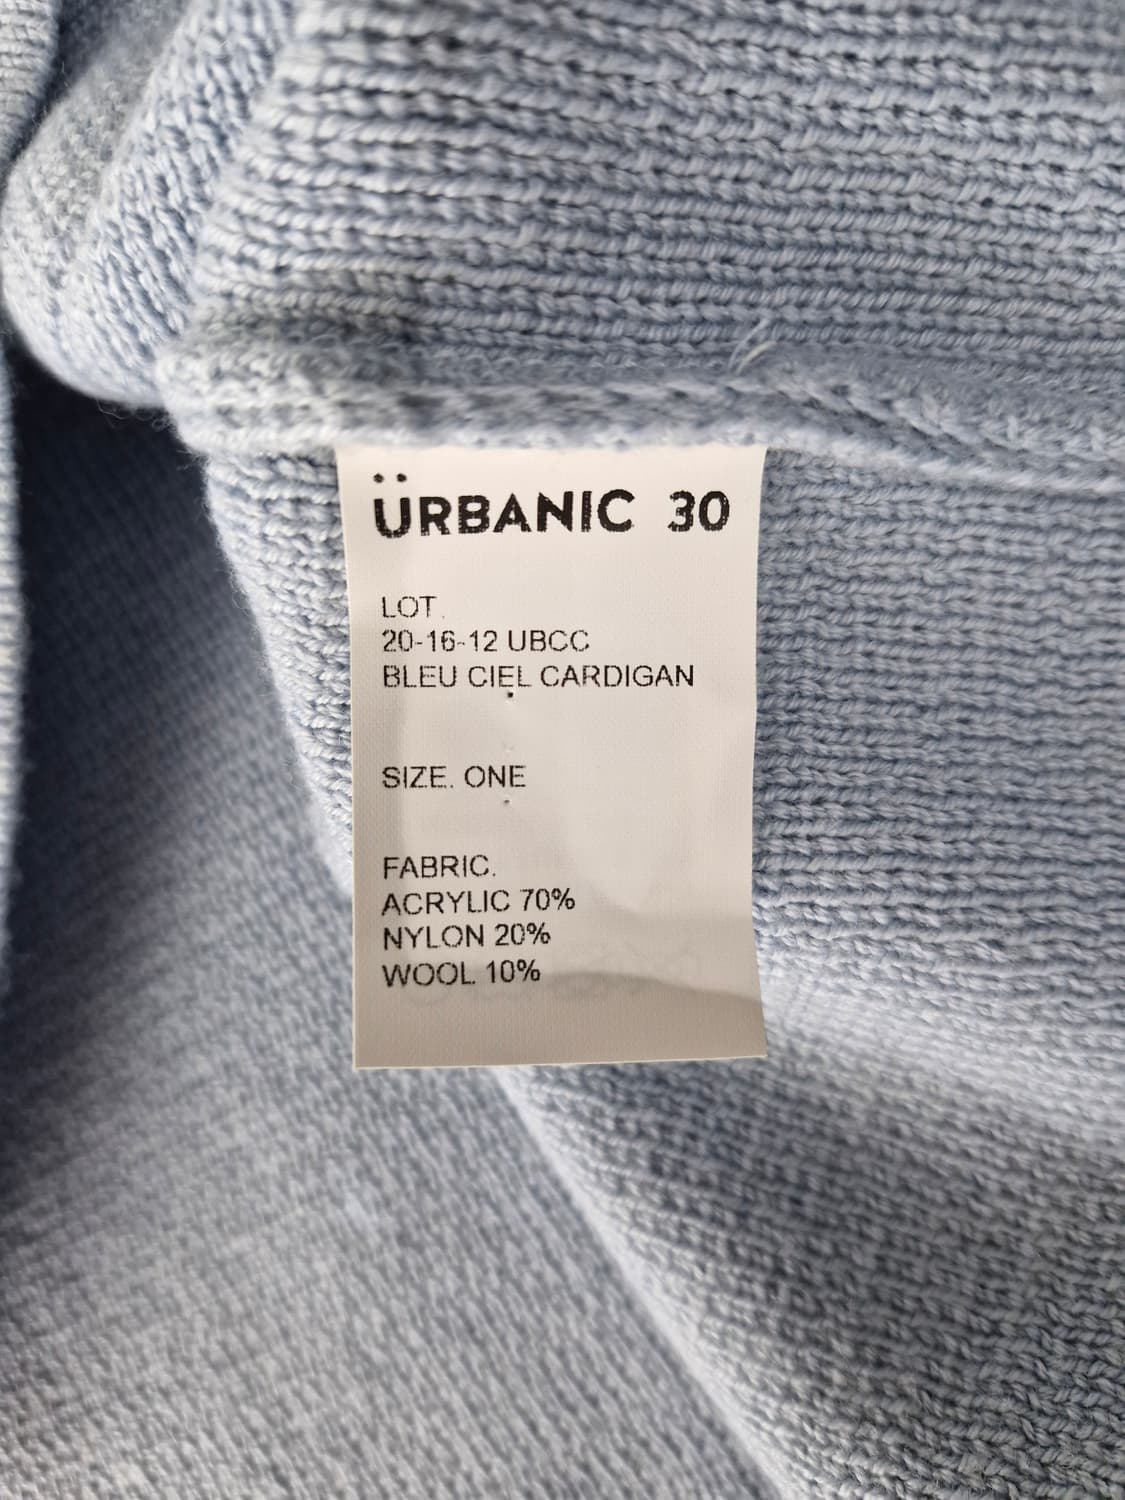 ÜRBANIC 30
LOT.
20-16-12 UBCC
BLEU CIEL CARDIGAN
SIZE. ONE
FABRIC.
ACRYLIC 70%
NYLON 20%
WOOL 10%